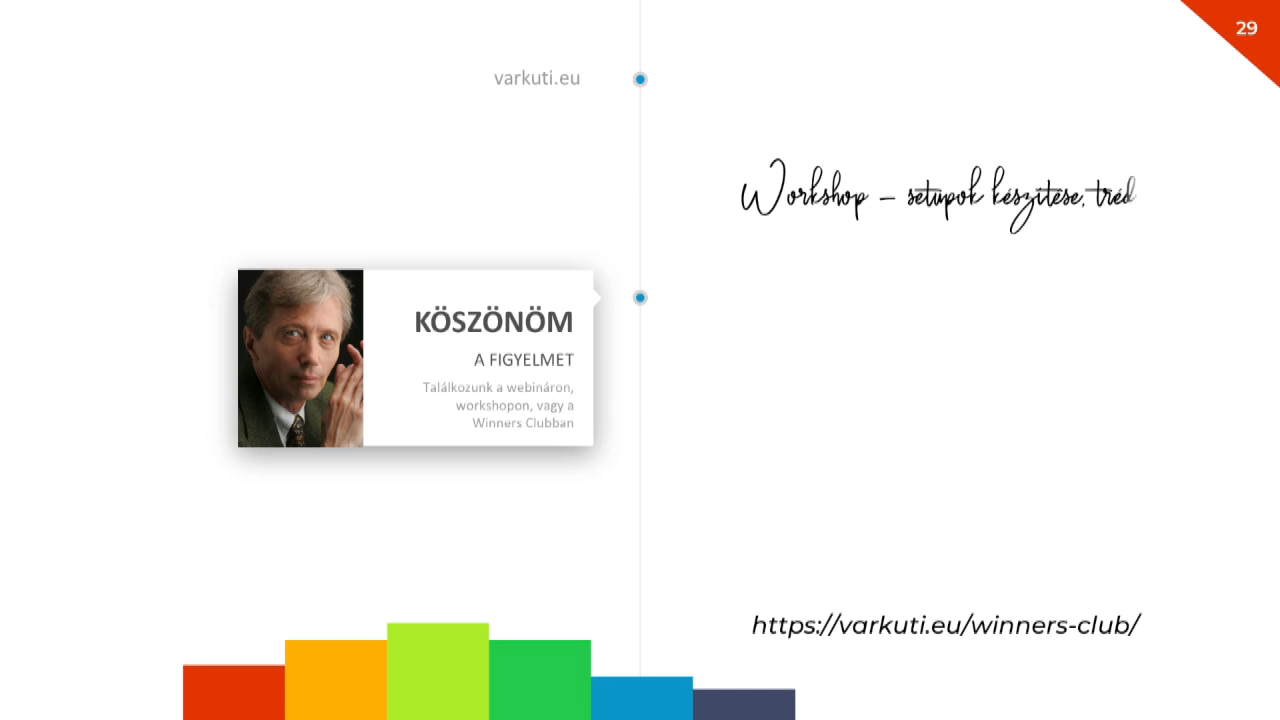 29
varkuti.eu
Workshop – setupok készítése, tréd
KÖSZÖNÖM
A FIGYELMET
Találkozunk a webináron,
workshopon, vagy a
Winners Clubban
https://varkuti.eu/winners-club/